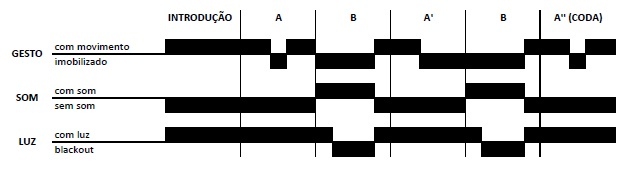 INTRODUÇÃO A B A' B A'' (CODA)
GESTO
com movimento
imobilizado
SOM
com som
sem som
LUZ
com luz
blackout